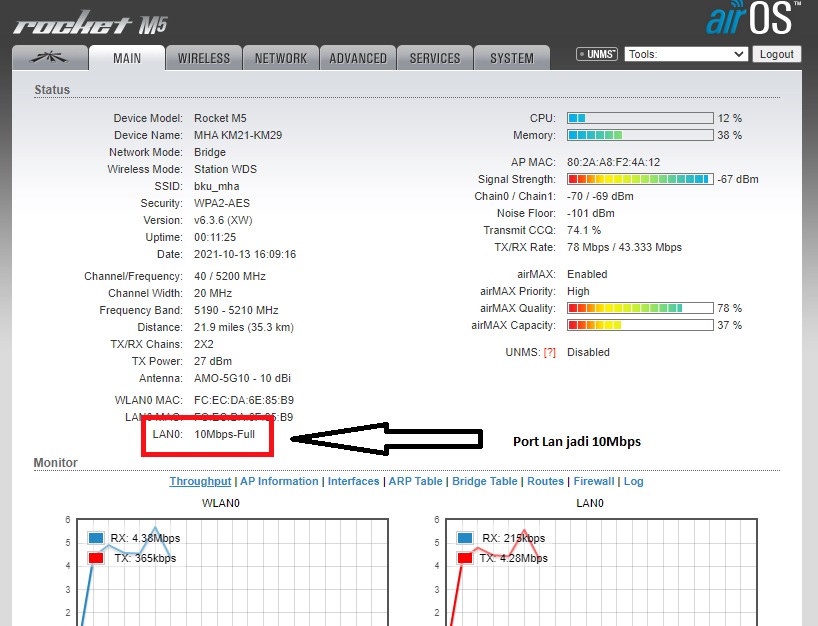 ROCKET M5
airOS™
MAIN WIRELESS NETWORK ADVANCED SERVICES SYSTEM UNMS™ Tools: Logout
Status
Device Model: Rocket M5
Device Name: MHA KM21-KM29
Network Mode: Bridge
Wireless Mode: Station WDS
SSID: bku_mha
Security: WPA2-AES
Version: v6.3.6 (XW)
Uptime: 00:11:25
Date: 2021-10-13 16:09:16
Channel/Frequency: 40 / 5200 MHz
Channel Width: 20 MHz
Frequency Band: 5190 - 5210 MHz
Distance: 21.9 miles (35.3 km)
TX/RX Chains: 2X2
TX Power: 27 dBm
Antenna: AMO-5G10 - 10 dBi
WLAN0 MAC: FC:EC:DA:6E:85:B9
LAN0 MAC: FC:EC:DA:6F:85:B9
LAN0: 10Mbps-Full
CPU: 12 %
Memory: 38 %
AP MAC: 80:2A:A8:F2:4A:12
Signal Strength: -67 dBm
Chain0 / Chain1: -70 / -69 dBm
Noise Floor: -101 dBm
Transmit CCQ: 74.1 %
TX/RX Rate: 78 Mbps / 43.333 Mbps
airMAX: Enabled
airMAX Priority: High
airMAX Quality: 78 %
airMAX Capacity: 37 %
UNMS: [?] Disabled
Port Lan jadi 10Mbps
Monitor
Throughput | AP Information | Interfaces | ARP Table | Bridge Table | Routes | Firewall | Log
WLAN0
6
5
4
3
2
RX: 4.38Mbps
TX: 365kbps
LAN0
6
5
4
3
2
RX: 215kbps
TX: 4.28Mbps